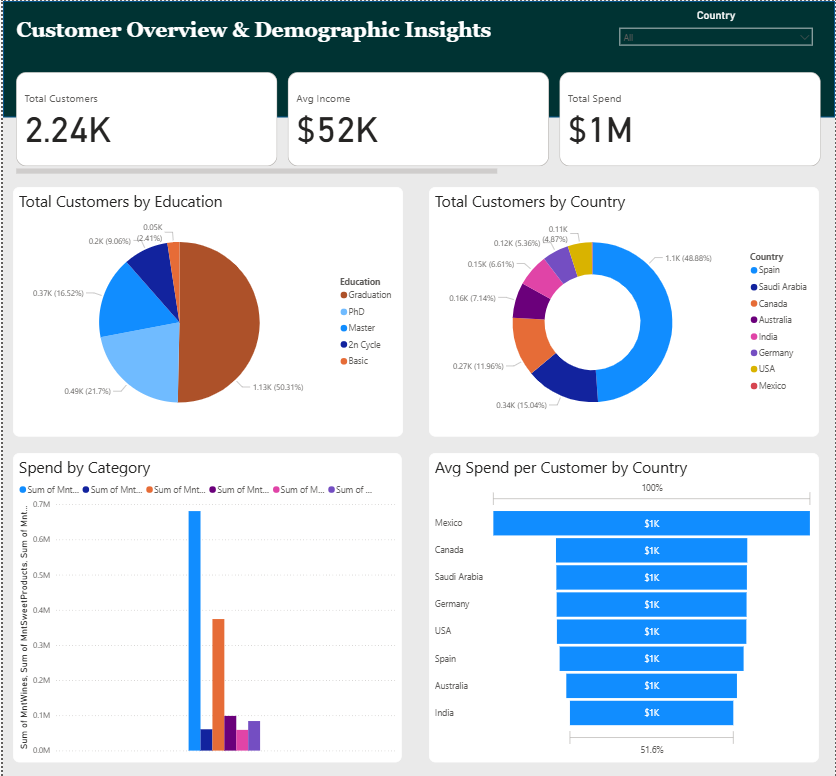 Customer Overview & Demographic Insights
Country
All
Total Customers
2.24K
Avg Income
$52K
Total Spend
$1M
Total Customers by Education
0.05K
(2.41%)
0.2K (9.06%)
0.37K (16.52%)
0.49K (21.7%)
1.13K (50.31%)
Education
Graduation
PhD
Master
2n Cycle
Basic
Total Customers by Country
0.11K
(4.87%)
0.12K (5.36%)
0.15K (6.61%)
0.16K (7.14%)
0.27K (11.96%)
0.34K (15.04%)
1.1K (48.88%)
Country
Spain
Saudi Arabia
Canada
Australia
India
Germany
USA
Mexico
Spend by Category
Sum of Mnt... Sum of Mnt... Sum of Mnt... Sum of Mnt... Sum of M... Sum of ...
Sum of MntWines, Sum of MntSweetProducts, Sum of Mnt...
0.7M
0.6M
0.5M
0.4M
0.3M
0.2M
0.1M
0.0M
Avg Spend per Customer by Country
100%
Mexico $1K
Canada $1K
Saudi Arabia $1K
Germany $1K
USA $1K
Spain $1K
Australia $1K
India $1K
51.6%